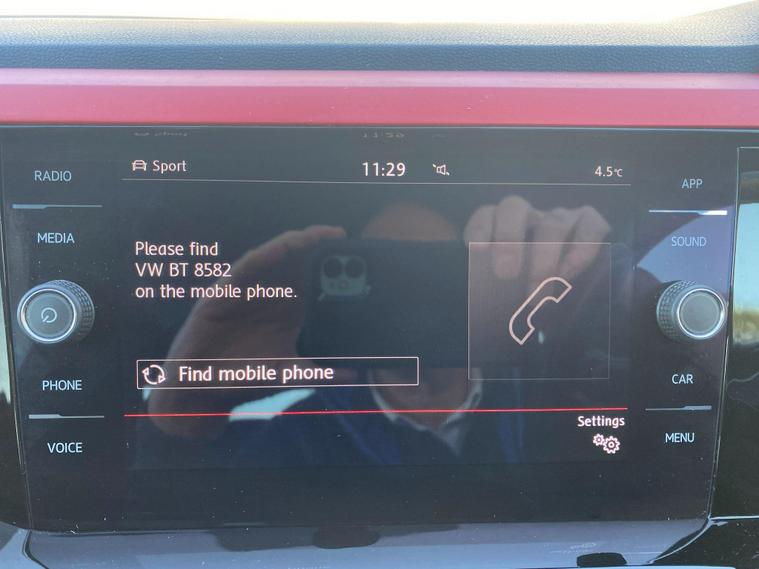 RADIO
MEDIA
PHONE
VOICE
Sport
11:29
4.5°C
Please find
VW BT 8582
on the mobile phone.
Find mobile phone
Settings
APP
SOUND
CAR
MENU